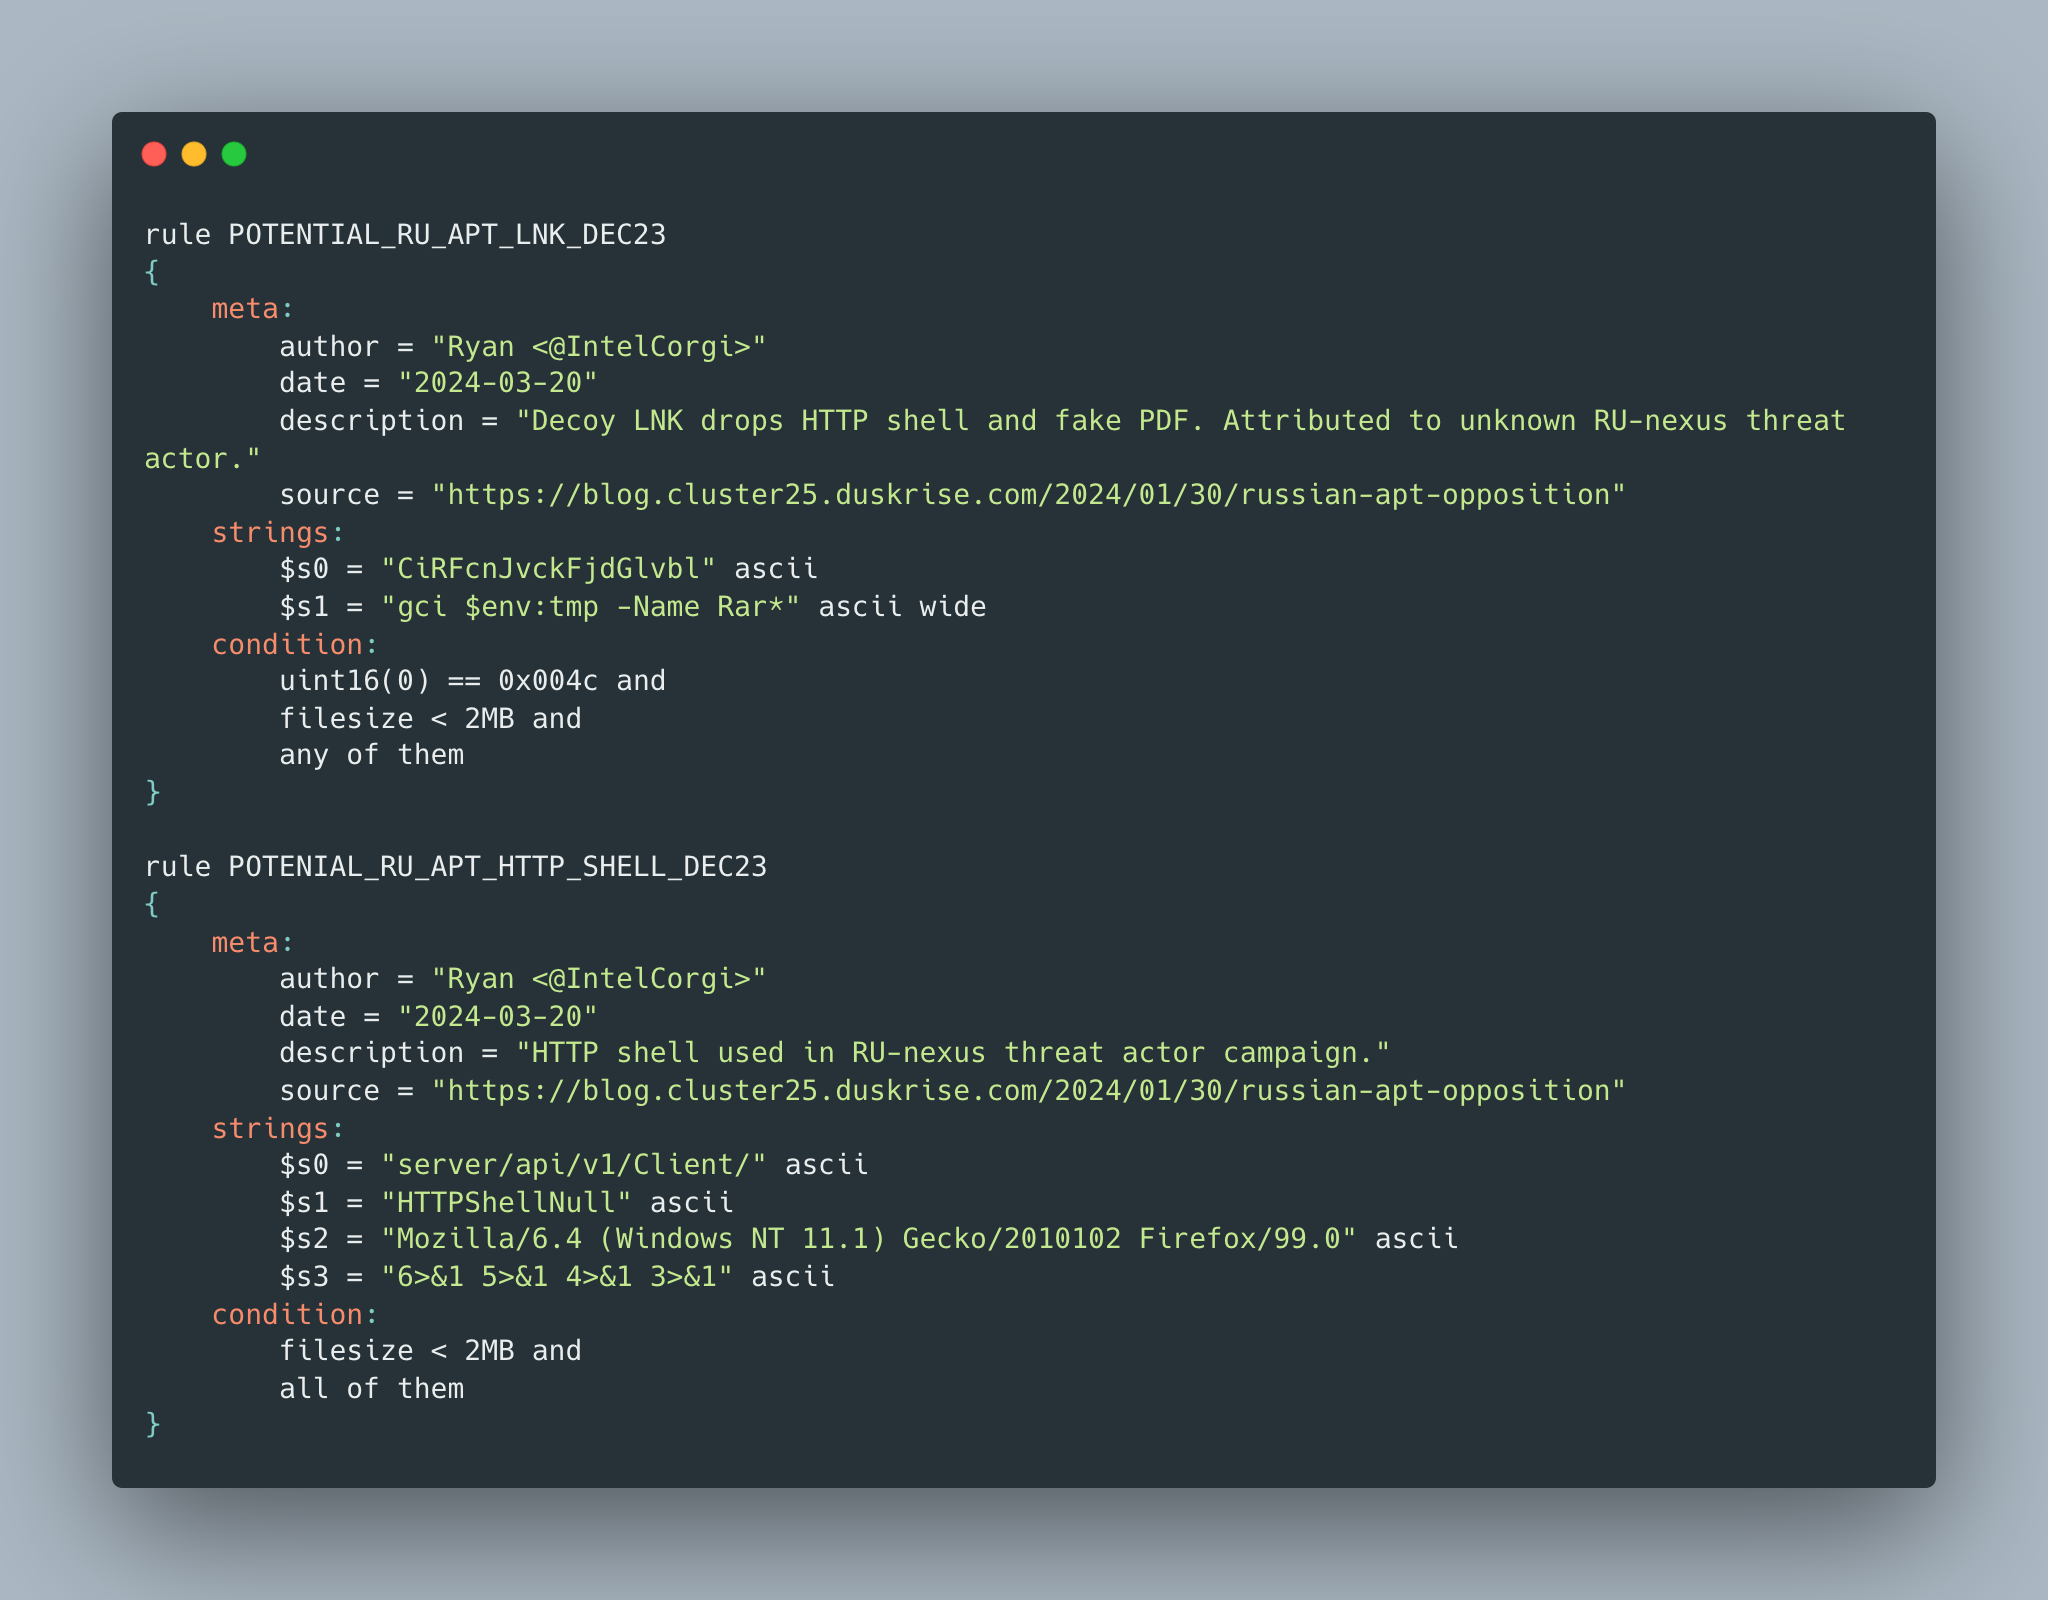 rule POTENTIAL_RU_APT_LNK_DEC23
{
    meta:
        author = "Ryan <@IntelCorgi>"
        date = "2024-03-20"
        description = "Decoy LNK drops HTTP shell and fake PDF. Attributed to unknown RU-nexus threat
actor."
        source = "https://blog.cluster25.duskrise.com/2024/01/30/russian-apt-opposition"
    strings:
        $s0 = "CiRFcnJvckFjdGlvbl" ascii
        $s1 = "gci $env:tmp -Name Rar*" ascii wide
    condition:
        uint16(0) == 0x004c and
        filesize < 2MB and
        any of them
}

rule POTENIAL_RU_APT_HTTP_SHELL_DEC23
{
    meta:
        author = "Ryan <@IntelCorgi>"
        date = "2024-03-20"
        description = "HTTP shell used in RU-nexus threat actor campaign."
        source = "https://blog.cluster25.duskrise.com/2024/01/30/russian-apt-opposition"
    strings:
        $s0 = "server/api/v1/Client/" ascii
        $s1 = "HTTPShellNull" ascii
        $s2 = "Mozilla/6.4 (Windows NT 11.1) Gecko/2010102 Firefox/99.0" ascii
        $s3 = "6>&1 5>&1 4>&1 3>&1" ascii
    condition:
        filesize < 2MB and
        all of them
}